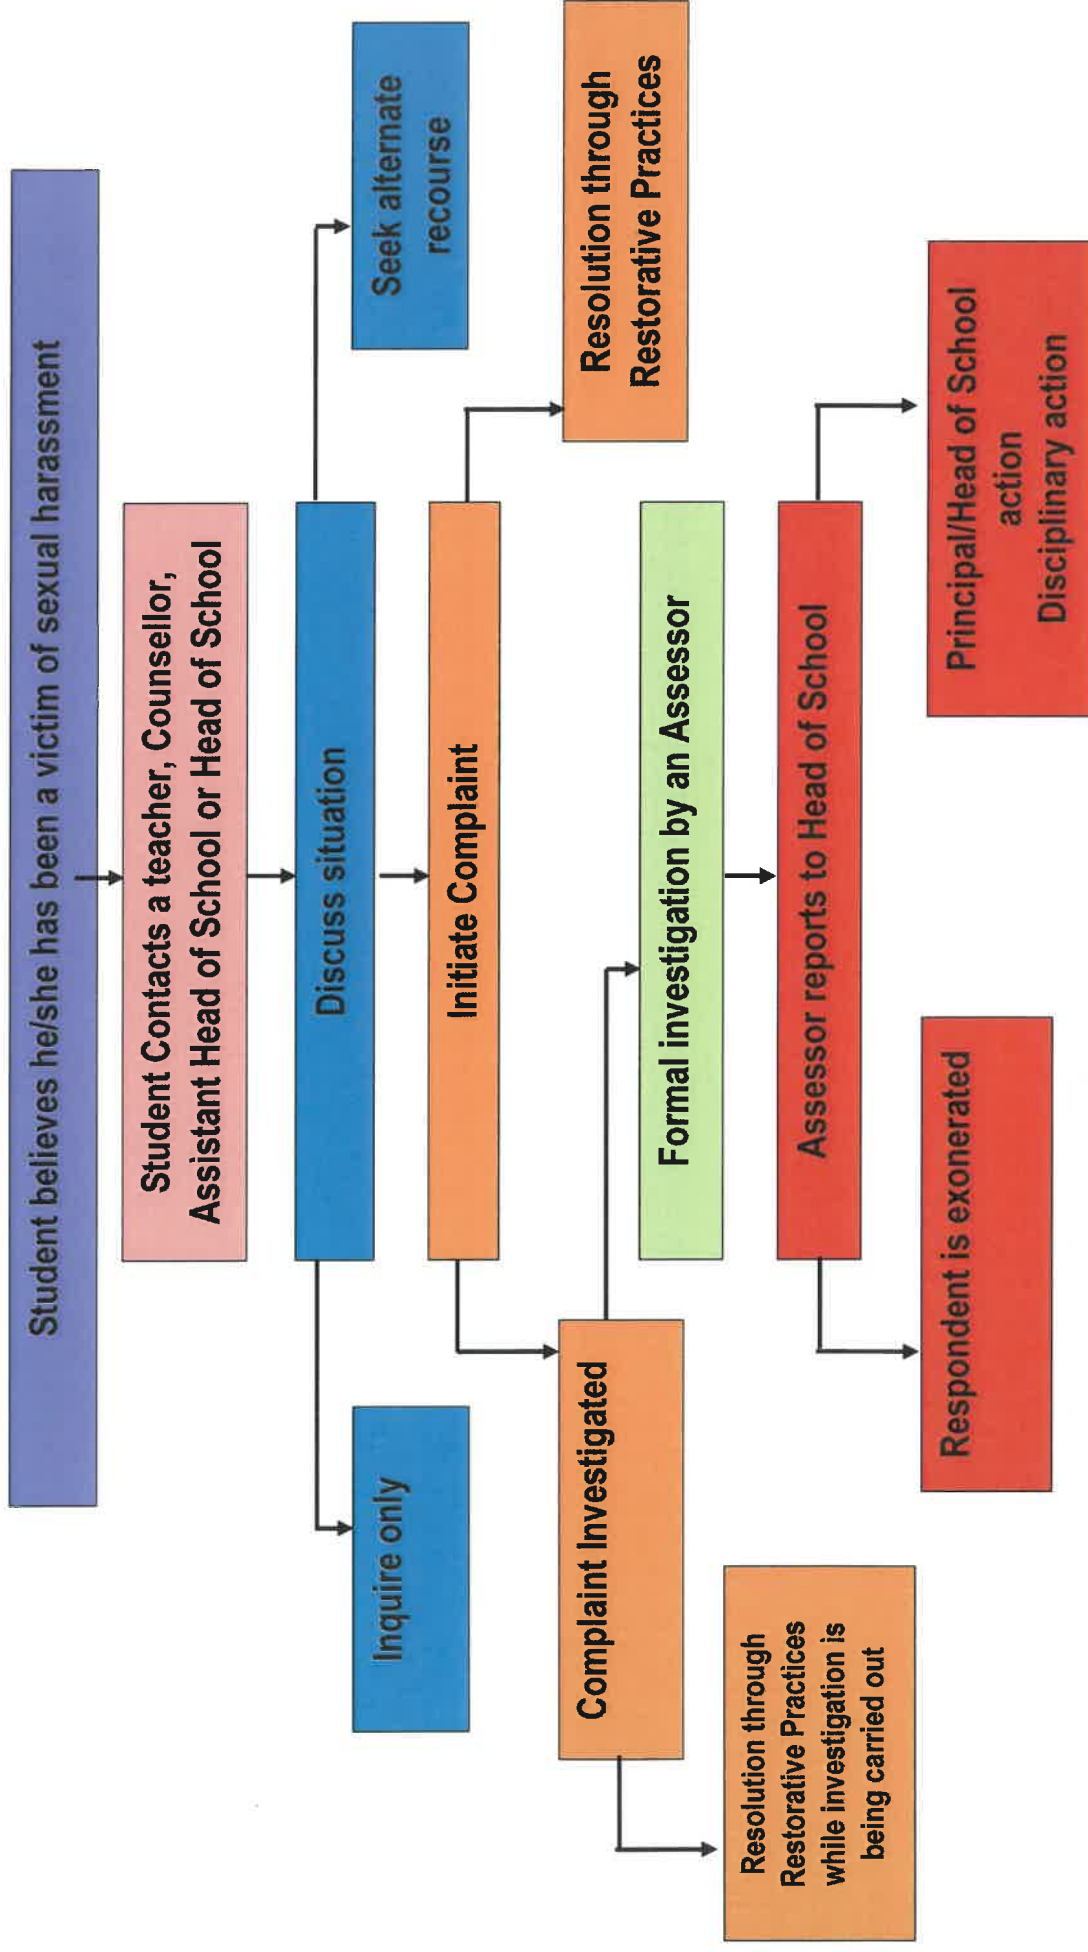 Student believes he/she has been a victim of sexual harassment
Student Contacts a teacher, Counsellor,
Assistant Head of School or Head of School
Discuss situation
Inquire only
Seek alternate
recourse
Initiate Complaint
Complaint Investigated
Resolution through
Restorative Practices
Resolution through
Restorative Practices
while investigation is
being carried out
Formal investigation by an Assessor
Assessor reports to Head of School
Respondent is exonerated
Principal/Head of School
action
Disciplinary action